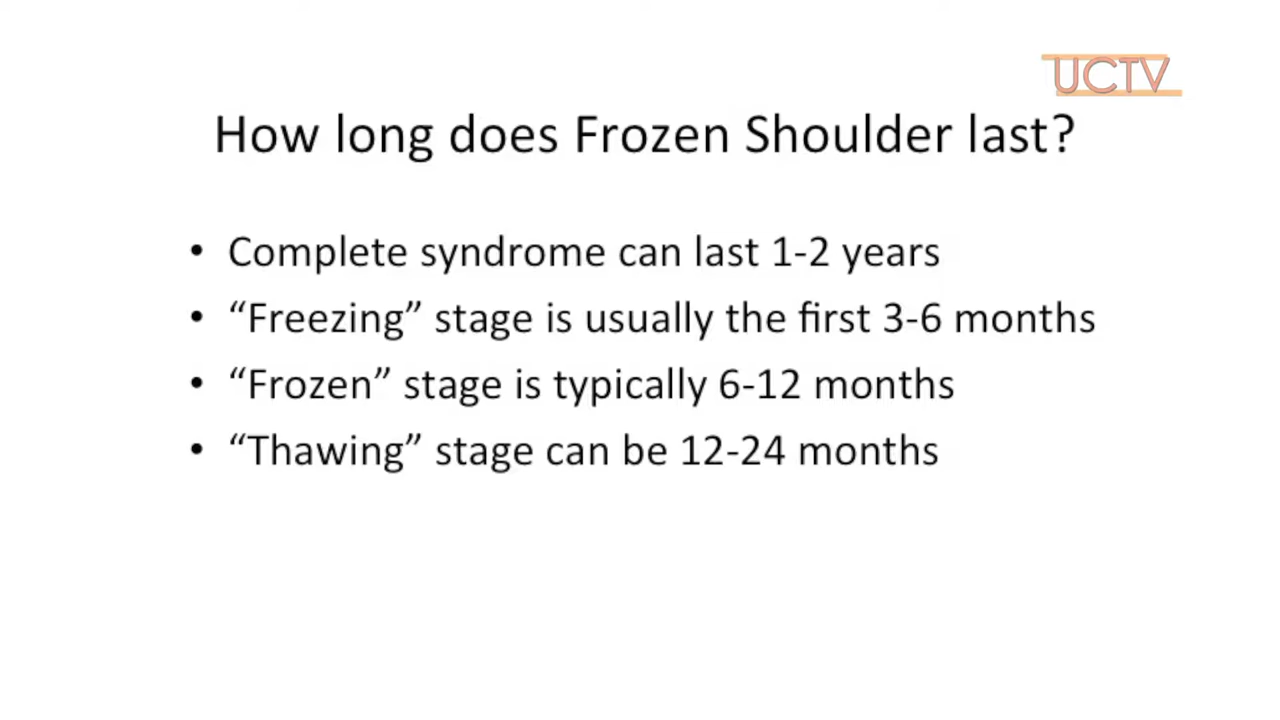 UCTV
How long does Frozen Shoulder last?
• Complete syndrome can last 1-2 years
• “Freezing” stage is usually the first 3-6 months
• “Frozen” stage is typically 6-12 months
• “Thawing” stage can be 12-24 months